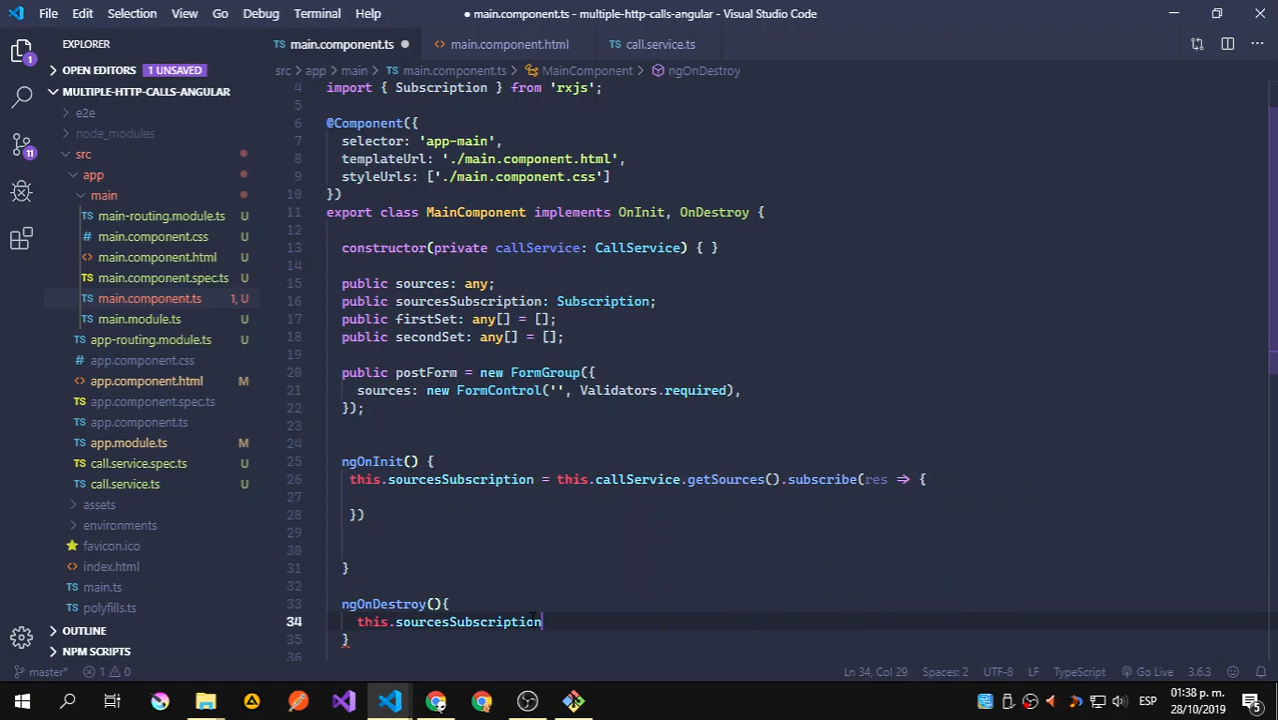 File Edit Selection View Go Debug Terminal Help
● main.component.ts - multiple-http-calls-angular - Visual Studio Code
EXPLORER
OPEN EDITORS 1 UNSAVED
MULTIPLE-HTTP-CALLS-ANGULAR
e2e
node_modules
src
app
main
main-routing.module.ts U
main.component.css U
main.component.html U
main.component.spec.ts U
main.component.ts 1, U
main.module.ts U
app-routing.module.ts U
app.component.css
app.component.html M
app.component.spec.ts
app.component.ts
app.module.ts M
call.service.spec.ts U
call.service.ts U
assets
environments
favicon.ico
index.html
main.ts
polyfills.ts
OUTLINE
NPM SCRIPTS
1
11
TS main.component.ts ● <> main.component.html TS call.service.ts
src > app > main > TS main.component.ts > MainComponent > ngOnDestroy
4 import { Subscription } from 'rxjs';
5
6 @Component({
7 selector: 'app-main',
8 templateUrl: './main.component.html',
9 styleUrls: ['./main.component.css']
10 })
11 export class MainComponent implements OnInit, OnDestroy {
12
13 constructor(private callService: CallService) { }
14
15 public sources: any;
16 public sourcesSubscription: Subscription;
17 public firstSet: any[] = [];
18 public secondSet: any[] = [];
19
20 public postForm = new FormGroup({
21 sources: new FormControl('', Validators.required),
22 });
23
24
25 ngOnInit() {
26 this.sourcesSubscription = this.callService.getSources().subscribe(res => {
27
28 })
29
30
31 }
32
33 ngOnDestroy(){
34 this.sourcesSubscription
35 }
36
master* 1 0 Ln 34, Col 29 Spaces: 2 UTF-8 LF TypeScript Go Live 3.6.3
ESP 01:38 p. m. 28/10/2019 5